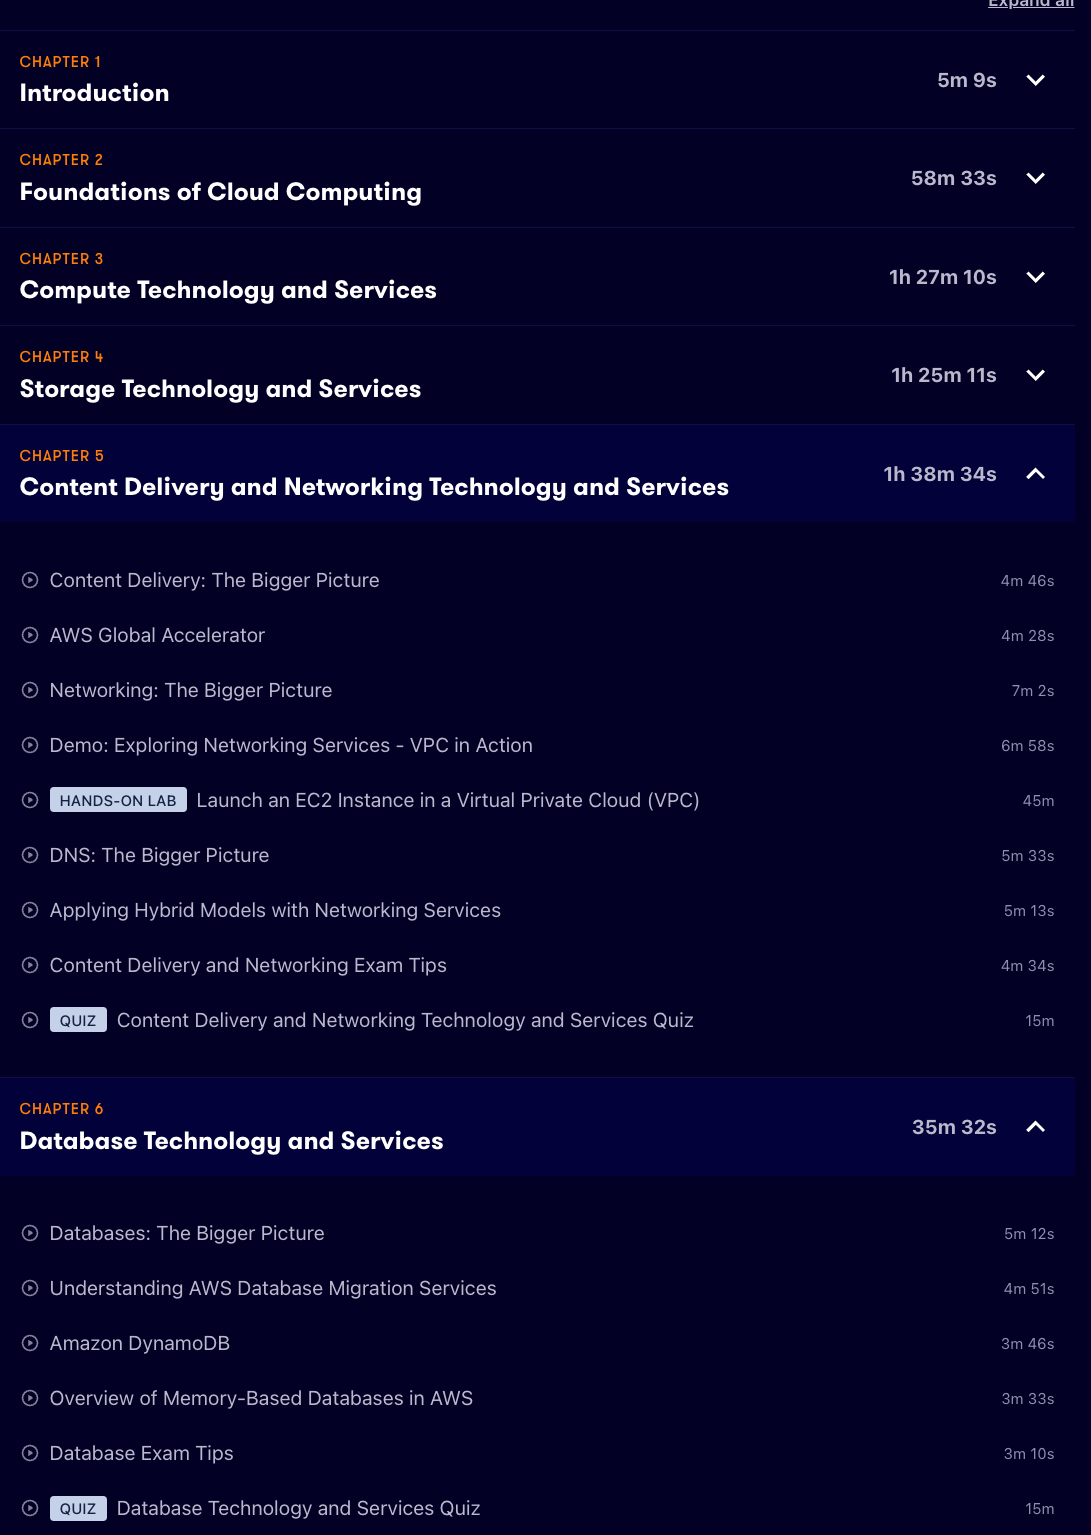 Expand all
CHAPTER 1
Introduction
5m 9s
CHAPTER 2
Foundations of Cloud Computing
58m 33s
CHAPTER 3
Compute Technology and Services
1h 27m 10s
CHAPTER 4
Storage Technology and Services
1h 25m 11s
CHAPTER 5
Content Delivery and Networking Technology and Services
1h 38m 34s
Content Delivery: The Bigger Picture 4m 46s
AWS Global Accelerator 4m 28s
Networking: The Bigger Picture 7m 2s
Demo: Exploring Networking Services - VPC in Action 6m 58s
HANDS-ON LAB Launch an EC2 Instance in a Virtual Private Cloud (VPC) 45m
DNS: The Bigger Picture 5m 33s
Applying Hybrid Models with Networking Services 5m 13s
Content Delivery and Networking Exam Tips 4m 34s
QUIZ Content Delivery and Networking Technology and Services Quiz 15m
CHAPTER 6
Database Technology and Services
35m 32s
Databases: The Bigger Picture 5m 12s
Understanding AWS Database Migration Services 4m 51s
Amazon DynamoDB 3m 46s
Overview of Memory-Based Databases in AWS 3m 33s
Database Exam Tips 3m 10s
QUIZ Database Technology and Services Quiz 15m